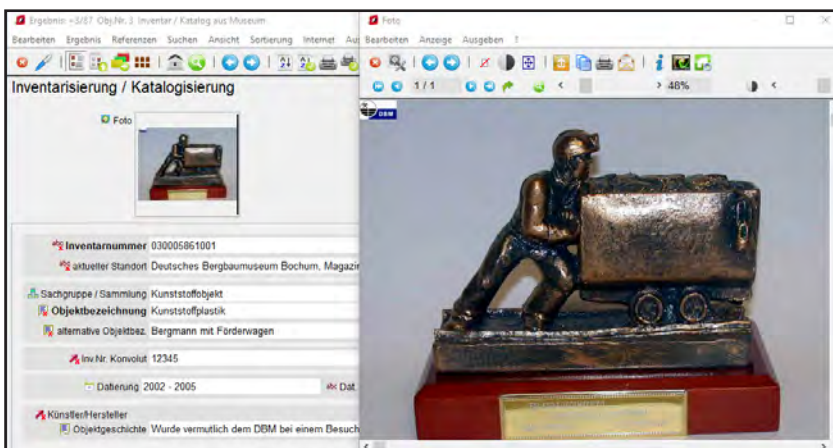 Ergebnis: +3/87 Obj.Nr. 3 Inventar / Katalog aus Museum
Bearbeiten Ergebnis Referenzen Suchen Ansicht Sortierung Internet
Inventarisierung / Katalogisierung
Foto
Inventarnummer 030005861001
aktueller Standort Deutsches Bergbaumuseum Bochum, Magazin
Sachgruppe / Sammlung Kunststoffobjekt
Objektbezeichnung Kunststoffplastik
alternative Objektbez. Bergmann mit Förderwagen
Inv.Nr. Konvolut 12345
Datierung 2002 - 2005 abc Dat.
Künstler/Hersteller
Objektgeschichte Wurde vermutlich dem DBM bei einem Besuch
Foto
Bearbeiten Anzeige Ausgeben !
1 / 1 < > 48% <
DBM